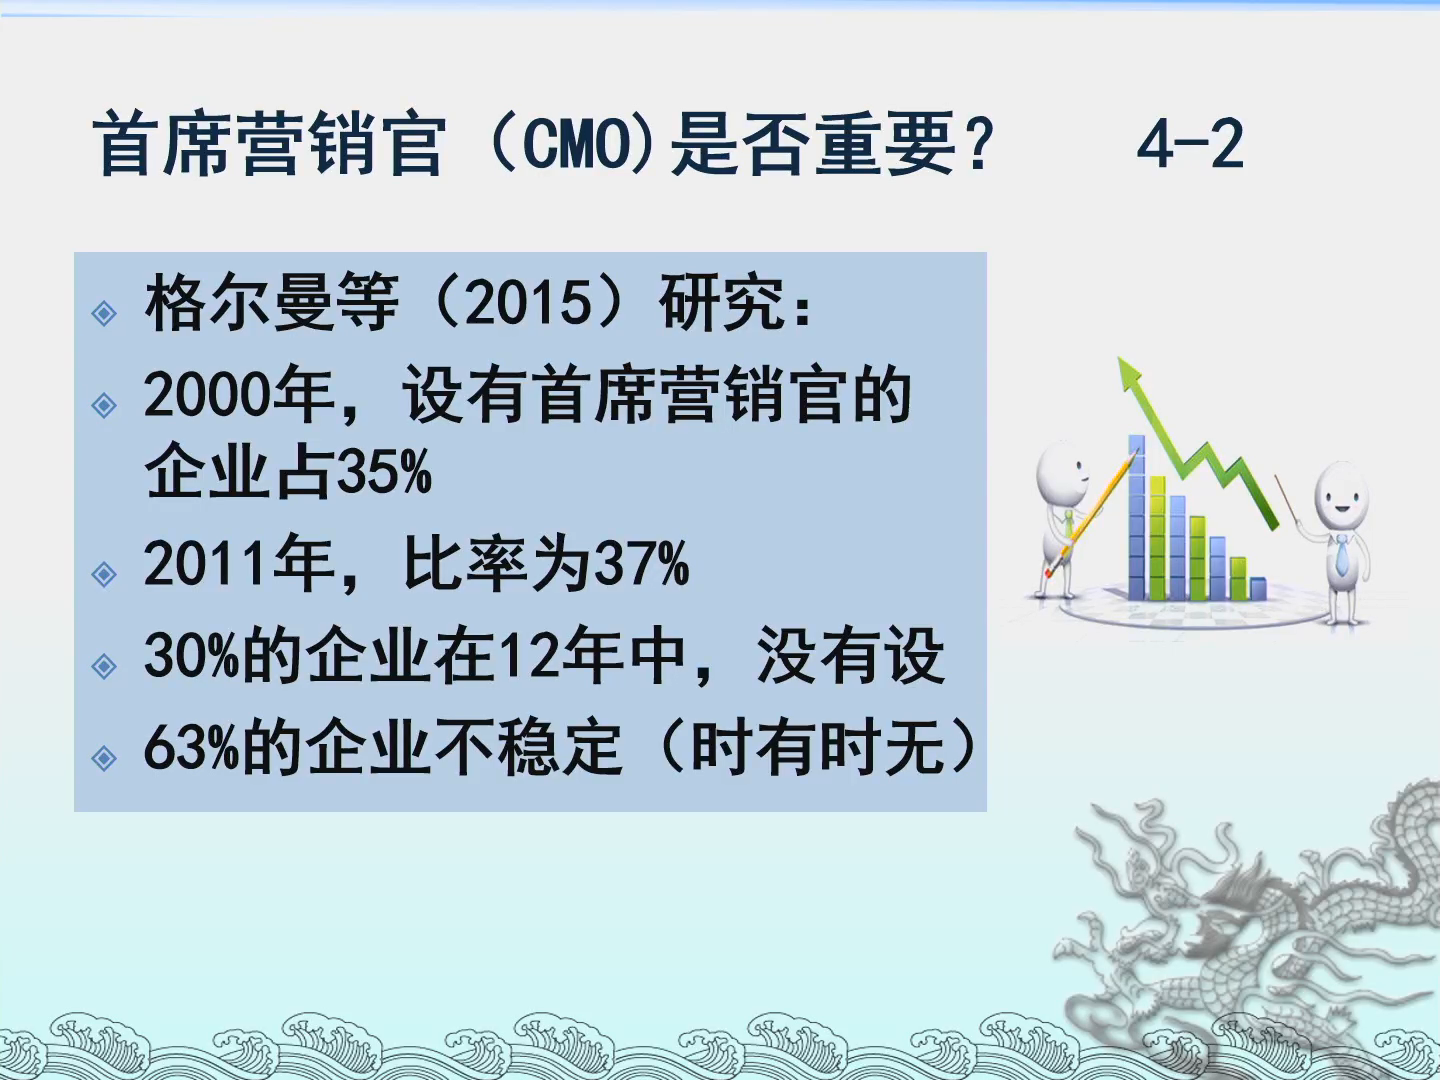 首席营销官（CMO)是否重要？ 4-2
格尔曼等（2015）研究：
2000年，设有首席营销官的
企业占35%
2011年，比率为37%
30%的企业在12年中，没有设
63%的企业不稳定（时有时无）